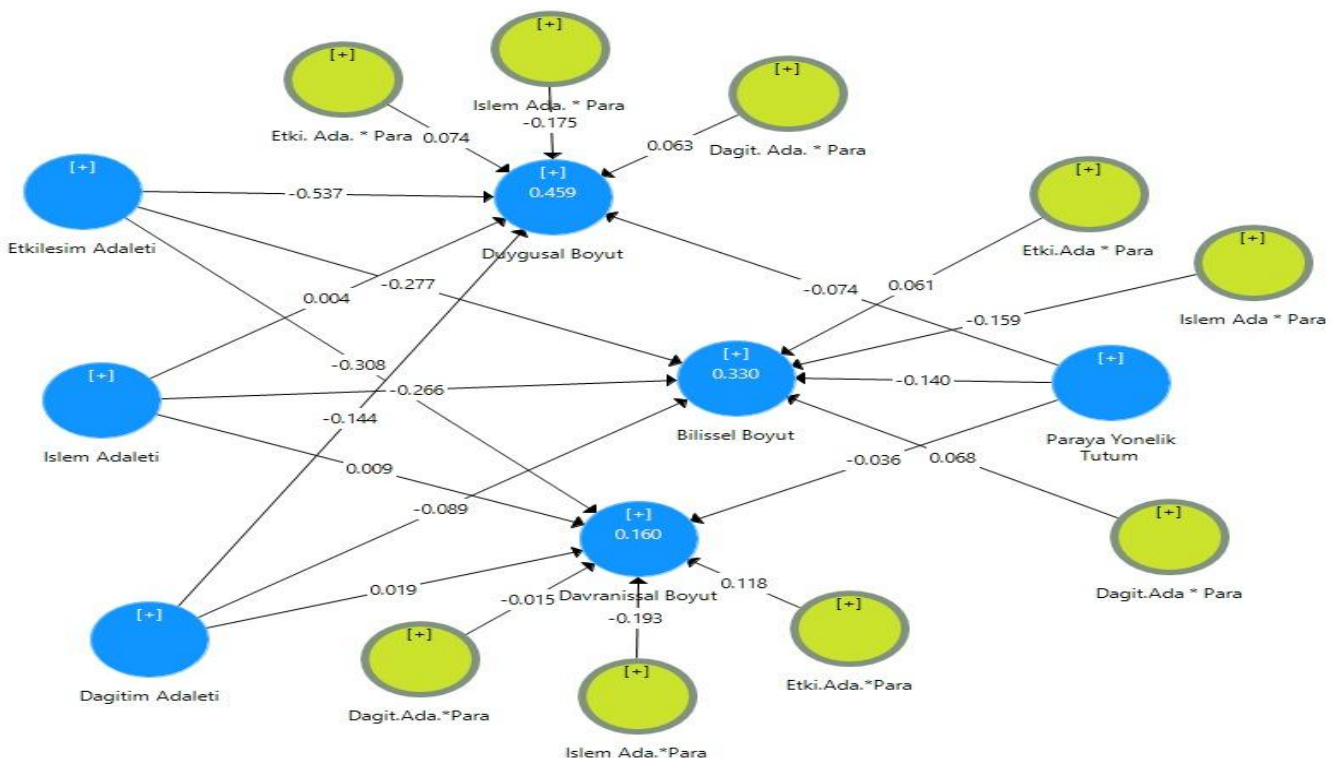 [+]
Islem Ada. * Para
[+]
Etki. Ada. * Para
[+]
Dagit. Ada. * Para
0.074
-0.175
0.063
[+]
Etkilesim Adaleti
[+]
0.459
Duygusal Boyut
-0.537
[+]
Etki.Ada * Para
[+]
Islem Ada * Para
-0.277
0.004
-0.074
0.061
-0.159
-0.308
[+]
Islem Adaleti
-0.266
[+]
0.330
Bilissel Boyut
-0.140
[+]
Paraya Yonelik
Tutum
-0.144
0.009
-0.089
-0.036
0.068
[+]
0.160
Davranissal Boyut
[+]
Dagit.Ada * Para
[+]
Dagitim Adaleti
0.019
-0.015
-0.193
0.118
[+]
Dagit.Ada.*Para
[+]
Islem Ada.*Para
[+]
Etki.Ada.*Para